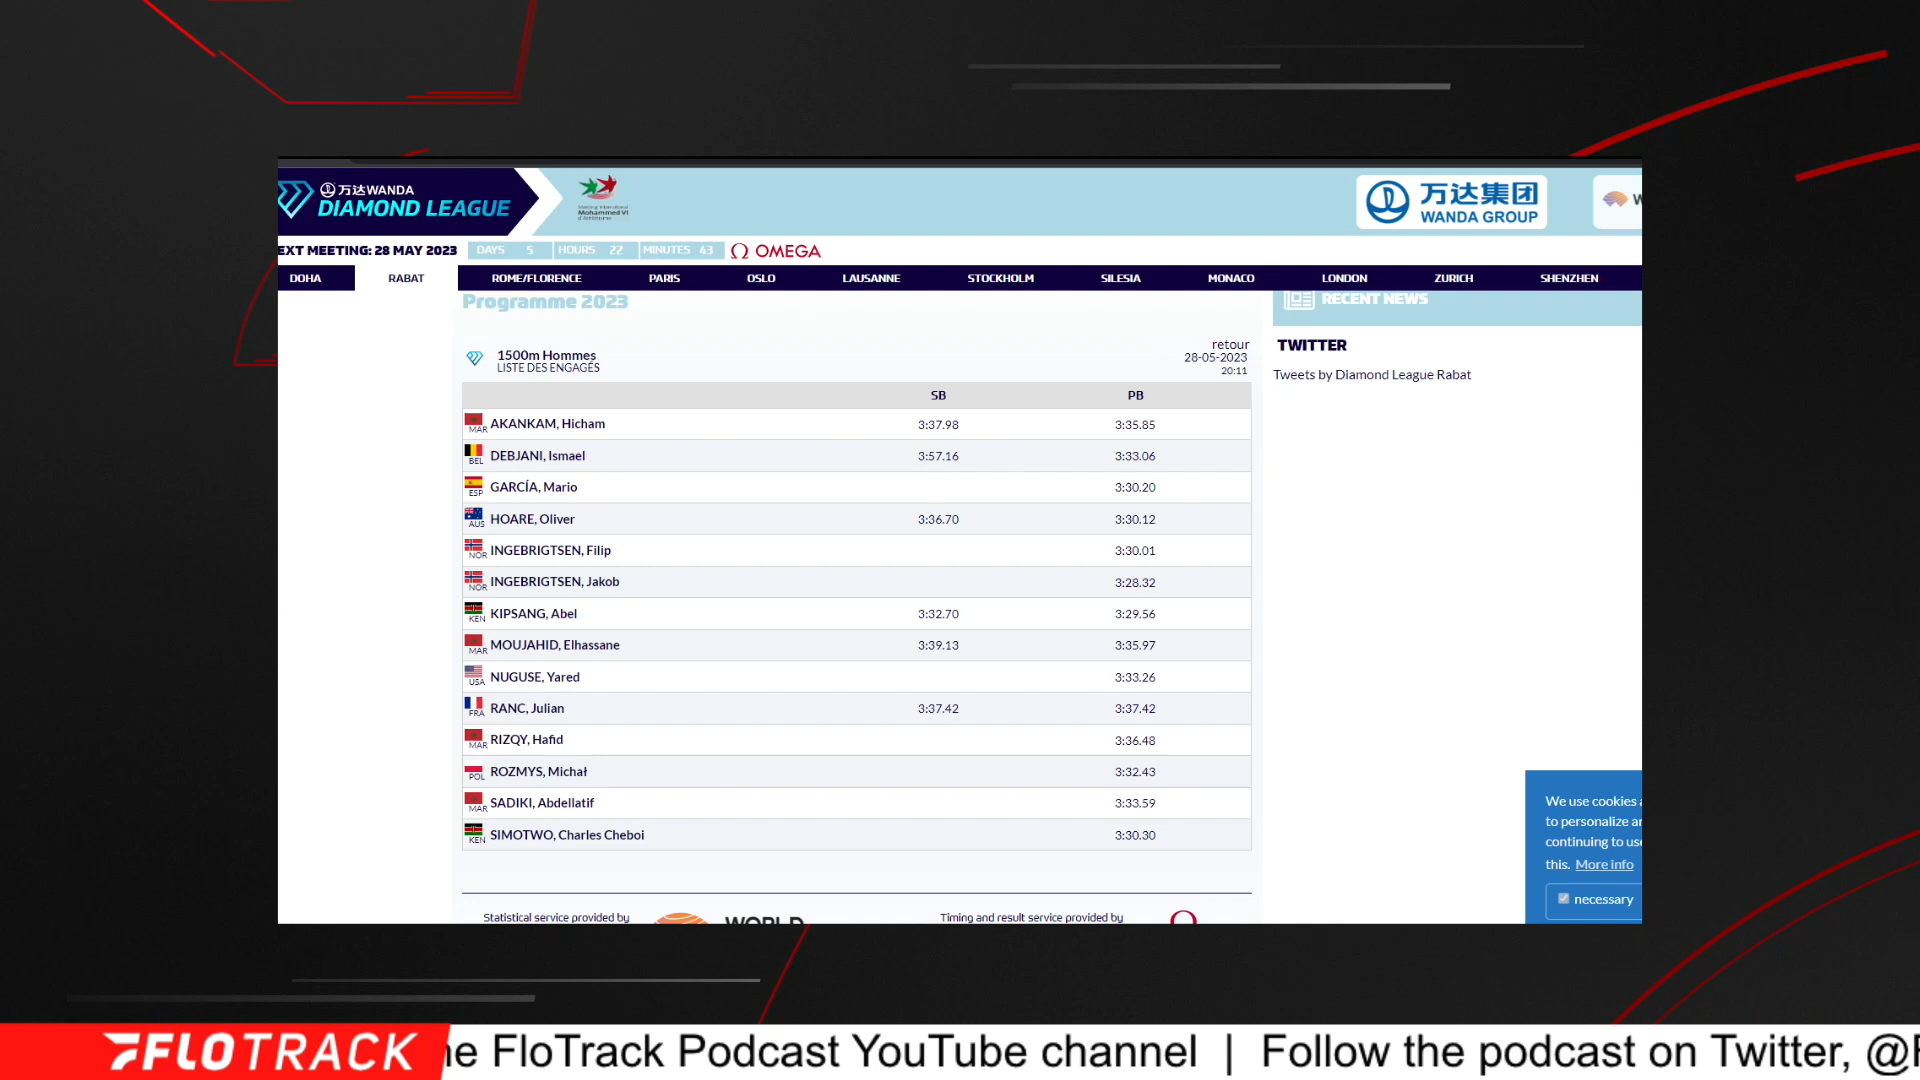 万达WANDA
DIAMOND LEAGUE
Meeting International
Mohammed VI
d'Athlétisme
万达集团
WANDA GROUP
W
EXT MEETING: 28 MAY 2023
DAYS 5 HOURS 22 MINUTES 43
OMEGA
DOHA RABAT ROME/FLORENCE PARIS OSLO LAUSANNE STOCKHOLM SILESIA MONACO LONDON ZURICH SHENZHEN
Programme 2023
RECENT NEWS
TWITTER
Tweets by Diamond League Rabat
1500m Hommes
LISTE DES ENGAGÉS
retour
28-05-2023
20:11
SB PB
MAR AKANKAM, Hicham 3:37.98 3:35.85
BEL DEBJANI, Ismael 3:57.16 3:33.06
ESP GARCÍA, Mario 3:30.20
AUS HOARE, Oliver 3:36.70 3:30.12
NOR INGEBRIGTSEN, Filip 3:30.01
NOR INGEBRIGTSEN, Jakob 3:28.32
KEN KIPSANG, Abel 3:32.70 3:29.56
MAR MOUJAHID, Elhassane 3:39.13 3:35.97
USA NUGUSE, Yared 3:33.26
FRA RANC, Julian 3:37.42 3:37.42
MAR RIZQY, Hafid 3:36.48
POL ROZMYS, Michał 3:32.43
MAR SADIKI, Abdellatif 3:33.59
KEN SIMOTWO, Charles Cheboi 3:30.30
We use cookies a
to personalize an
continuing to use
this. More info
necessary
Statistical service provided by
WORLD
Timing and result service provided by
FLOTRACK
he FloTrack Podcast YouTube channel | Follow the podcast on Twitter, @F